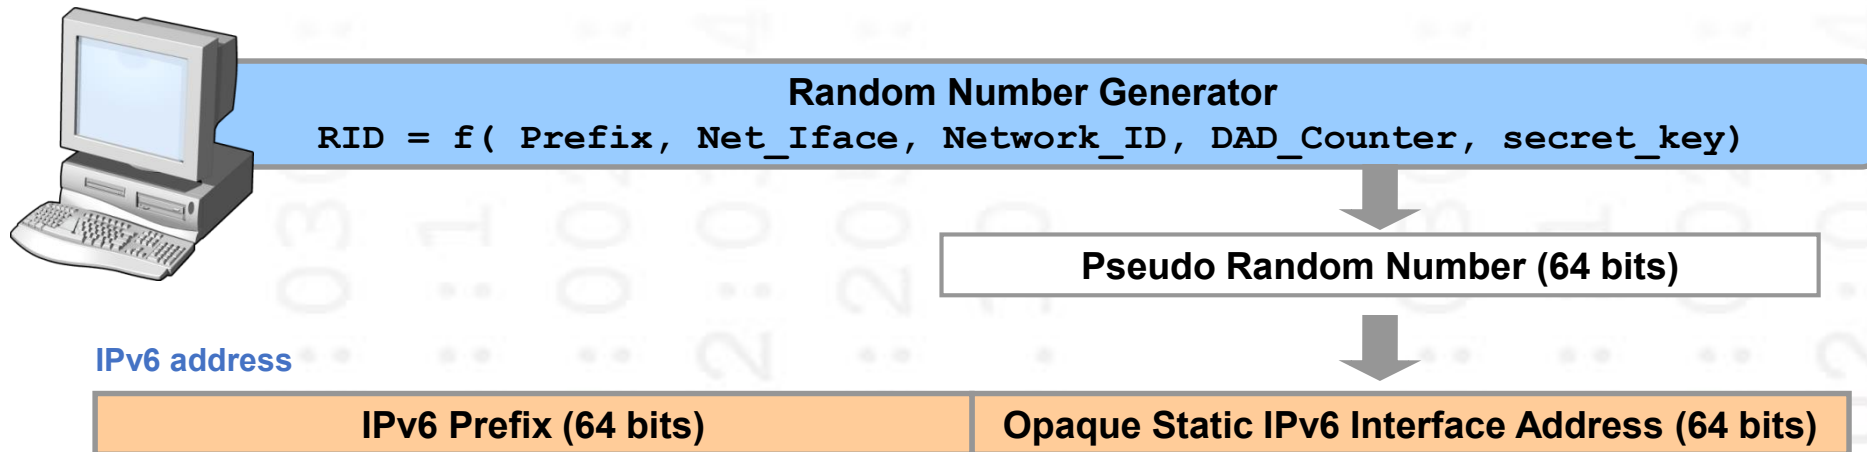 Random Number Generator
RID = f( Prefix, Net_Iface, Network_ID, DAD_Counter, secret_key)
Pseudo Random Number (64 bits)
IPv6 address
IPv6 Prefix (64 bits)
Opaque Static IPv6 Interface Address (64 bits)